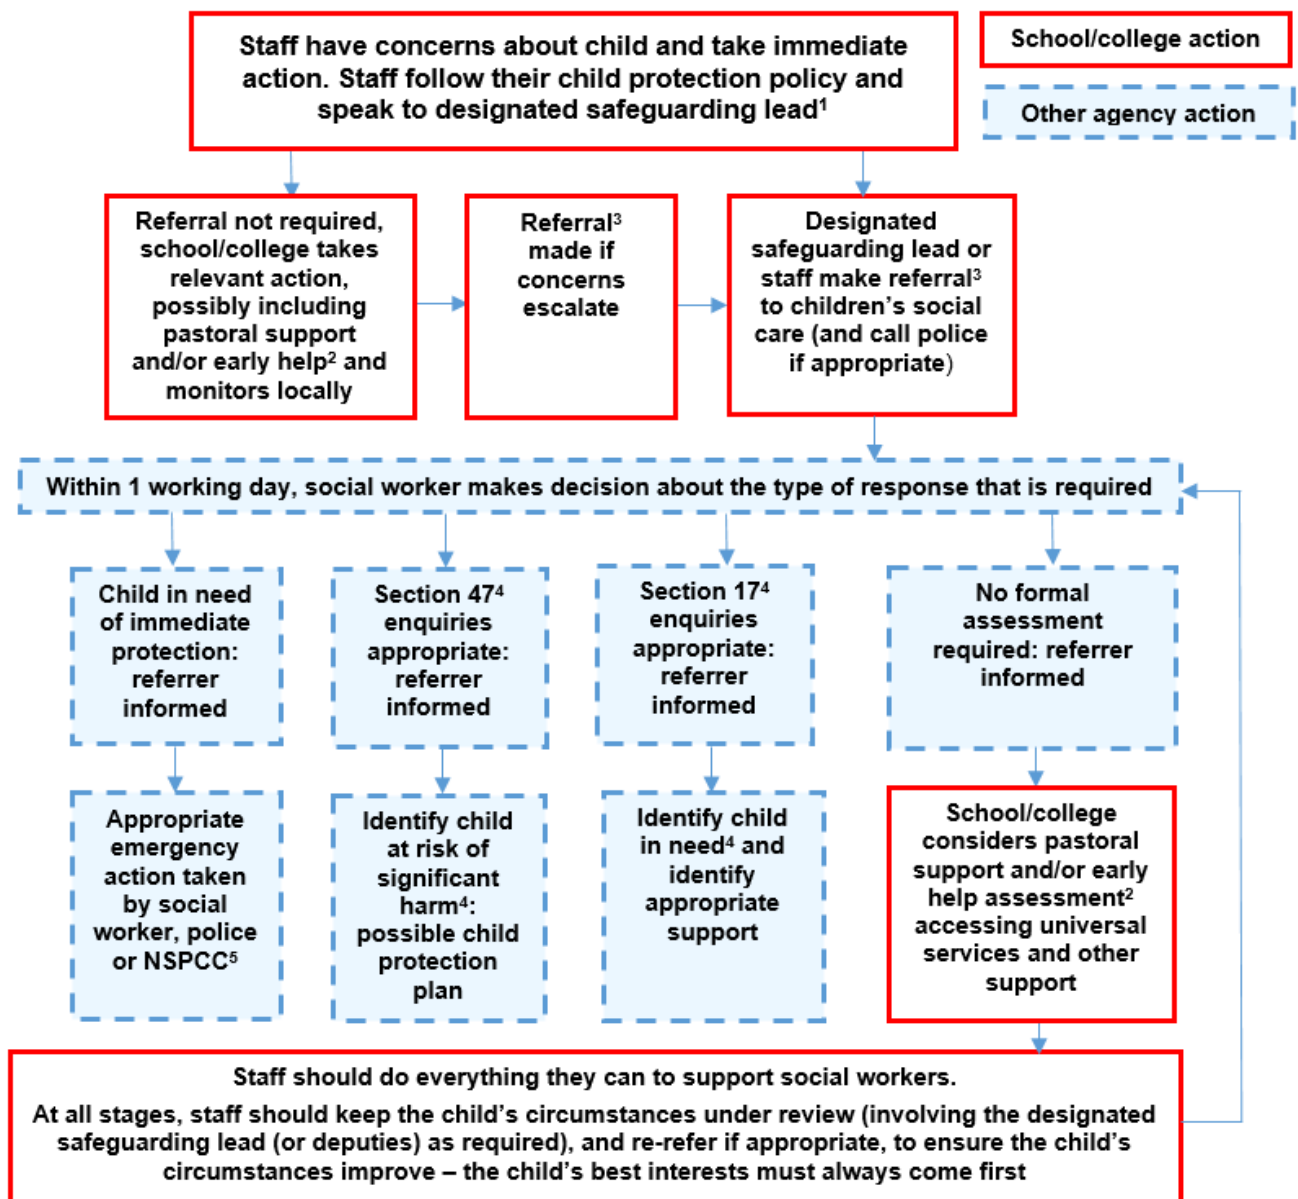 Staff have concerns about child and take immediate
action. Staff follow their child protection policy and
speak to designated safeguarding lead¹
School/college action
Other agency action
Referral not required,
school/college takes
relevant action,
possibly including
pastoral support
and/or early help² and
monitors locally
Referral³
made if
concerns
escalate
Designated
safeguarding lead or
staff make referral³
to children’s social
care (and call police
if appropriate)
Within 1 working day, social worker makes decision about the type of response that is required
Child in need
of immediate
protection:
referrer
informed
Section 47⁴
enquiries
appropriate:
referrer
informed
Section 17⁴
enquiries
appropriate:
referrer
informed
No formal
assessment
required: referrer
informed
Appropriate
emergency
action taken
by social
worker, police
or NSPCC⁵
Identify child
at risk of
significant
harm⁴:
possible child
protection
plan
Identify child
in need⁴ and
identify
appropriate
support
School/college
considers pastoral
support and/or early
help assessment²
accessing universal
services and other
support
Staff should do everything they can to support social workers.
At all stages, staff should keep the child’s circumstances under review (involving the designated
safeguarding lead (or deputies) as required), and re-refer if appropriate, to ensure the child’s
circumstances improve – the child’s best interests must always come first